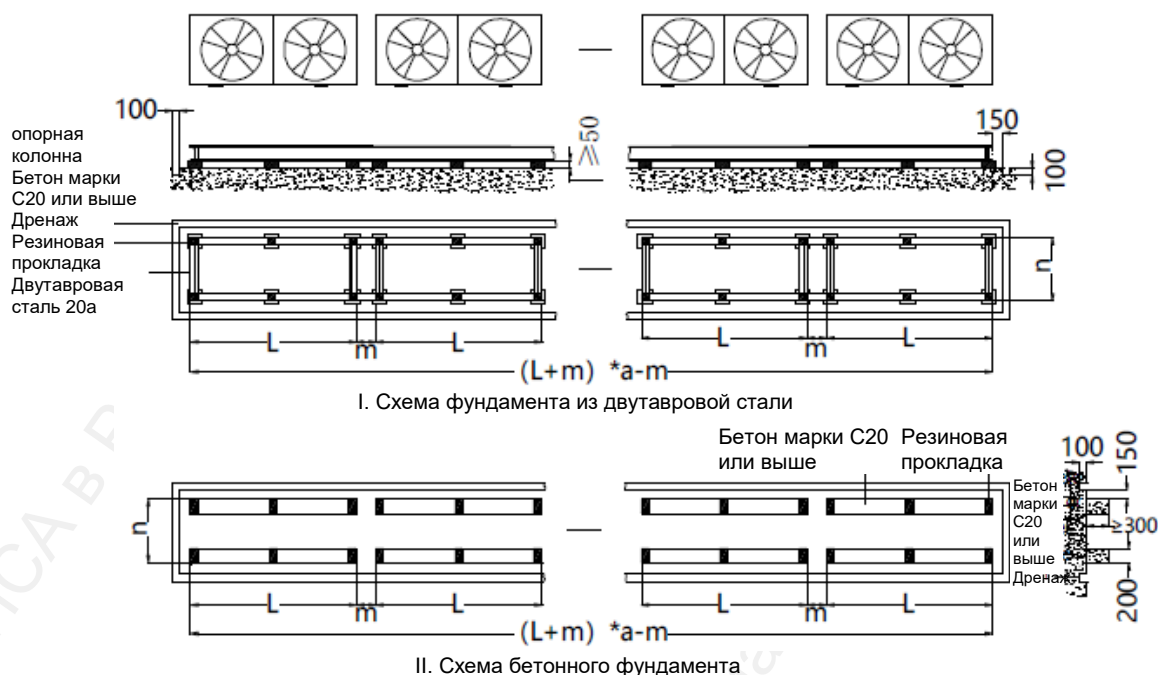 100
опорная
колонна
Бетон марки
С20 или выше
Дренаж
Резиновая
прокладка
Двутавровая
сталь 20а
≥50
150
100
n
L
m
L
L
m
L
(L+m) *a-m
I. Схема фундамента из двутавровой стали
Бетон марки С20
или выше
Резиновая
прокладка
100
150
Бетон
марки
С20
или
выше
Дренаж
≥300
200
n
L
m
L
L
m
L
(L+m) *a-m
II. Схема бетонного фундамента